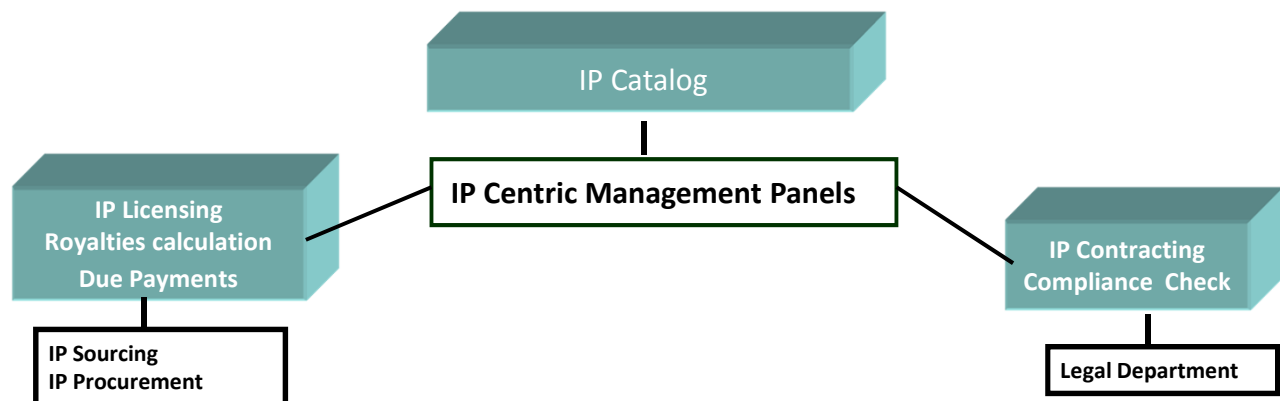 IP Catalog
IP Centric Management Panels
IP Licensing
Royalties calculation
Due Payments
IP Contracting
Compliance Check
IP Sourcing
IP Procurement
Legal Department